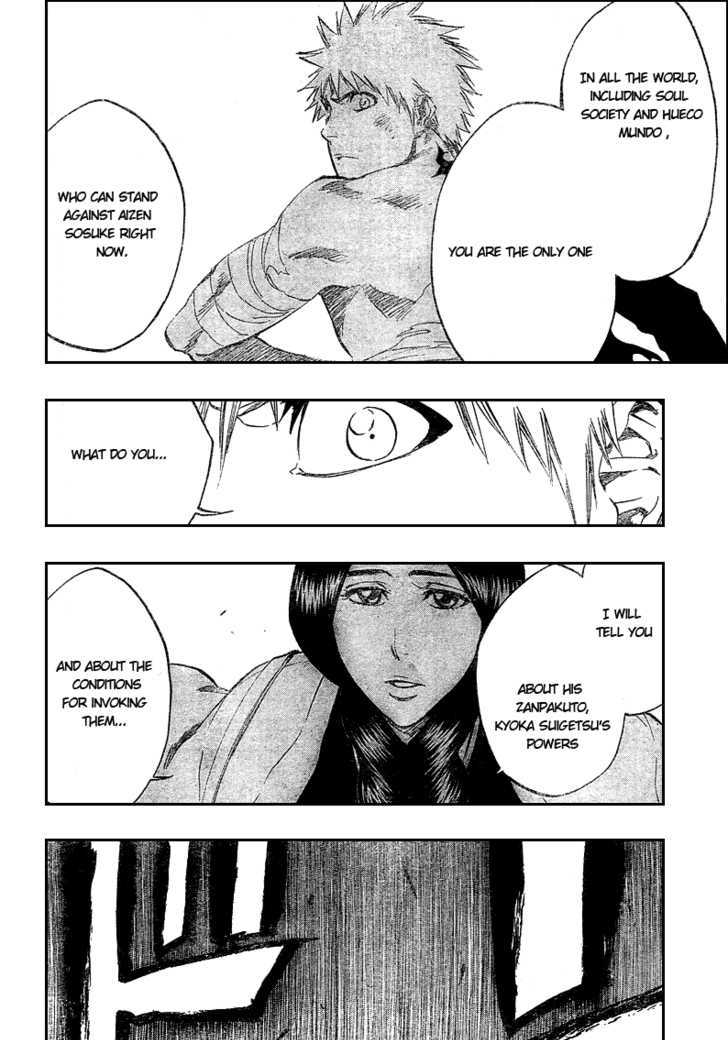 IN ALL THE WORLD,
INCLUDING SOUL
SOCIETY AND HUECO
MUNDO ,
YOU ARE THE ONLY ONE
WHO CAN STAND
AGAINST AIZEN
SOSUKE RIGHT
NOW.
WHAT DO YOU...
I WILL
TELL YOU
ABOUT HIS
ZANPAKUTO,
KYOKA SUIGETSU'S
POWERS
AND ABOUT THE
CONDITIONS
FOR INVOKING
THEM...